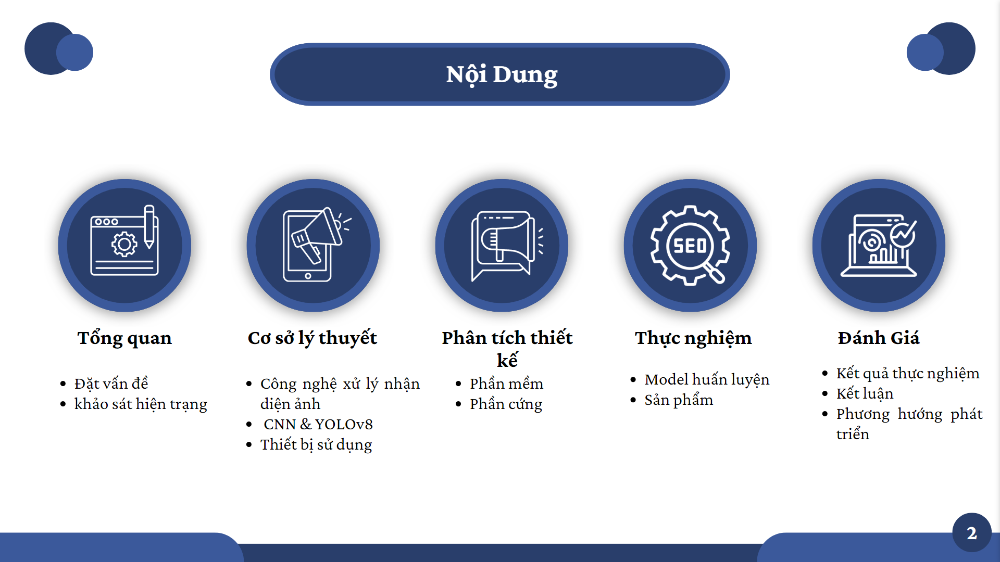 Nội Dung
SEO
Tổng quan
Đặt vấn đề
khảo sát hiện trạng
Cơ sở lý thuyết
Công nghệ xử lý nhận
diện ảnh
CNN & YOLOv8
Thiết bị sử dụng
Phân tích thiết
kế
Phần mềm
Phần cứng
Thực nghiệm
Model huấn luyện
Sản phẩm
Đánh Giá
Kết quả thực nghiệm
Kết luận
Phương hướng phát
triển
2